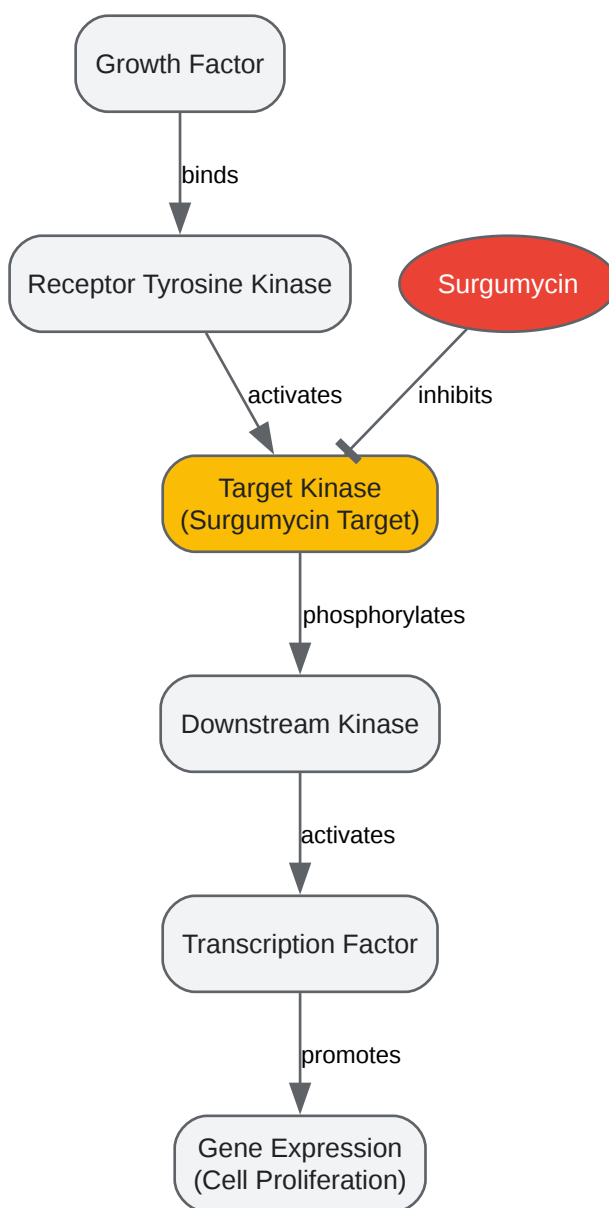 Growth Factor
binds
Receptor Tyrosine Kinase
Surgumycin
activates
inhibits
Target Kinase
(Surgumycin Target)
phosphorylates
Downstream Kinase
activates
Transcription Factor
promotes
Gene Expression
(Cell Proliferation)